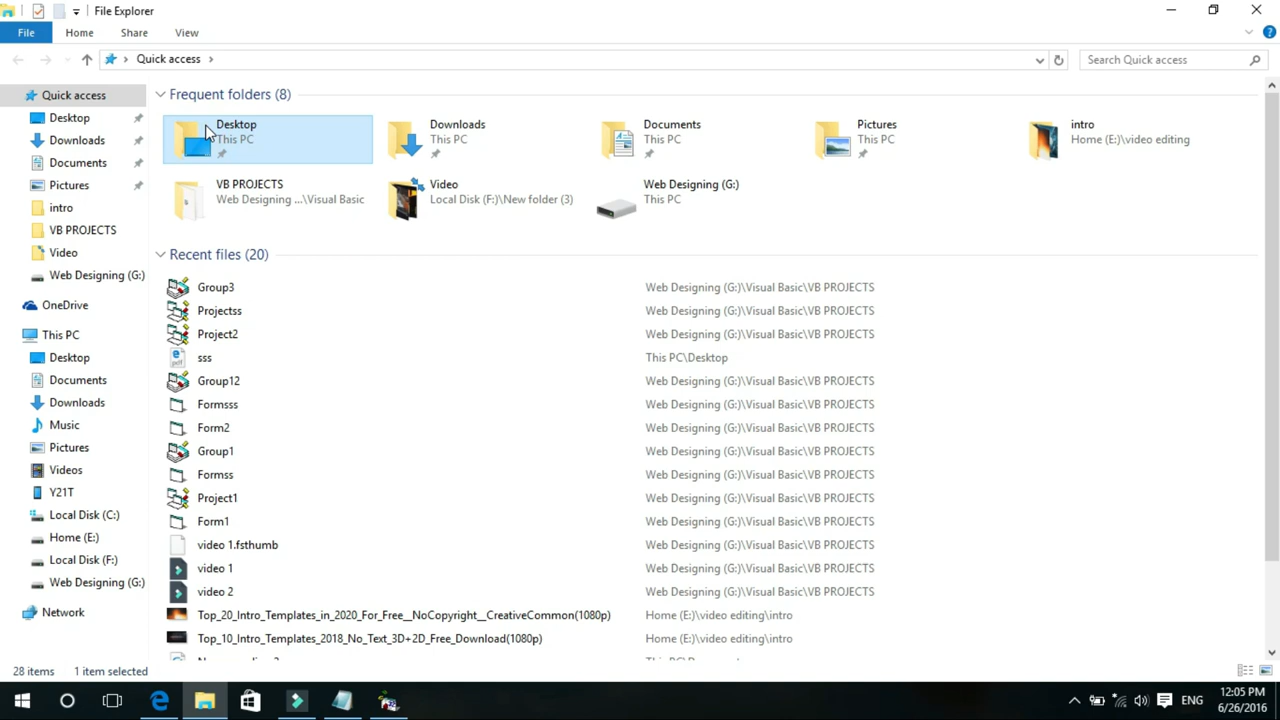 File Explorer
File Home Share View
Quick access
Search Quick access
Quick access
Desktop
Downloads
Documents
Pictures
intro
VB PROJECTS
Video
Web Designing (G:)
OneDrive
This PC
Desktop
Documents
Downloads
Music
Pictures
Videos
Y21T
Local Disk (C:)
Home (E:)
Local Disk (F:)
Web Designing (G:)
Network
Frequent folders (8)
Desktop
This PC
Downloads
This PC
Documents
This PC
Pictures
This PC
intro
Home (E:)\video editing
VB PROJECTS
Web Designing ...\Visual Basic
Video
Local Disk (F:)\New folder (3)
Web Designing (G:)
This PC
Recent files (20)
Group3 Web Designing (G:)\Visual Basic\VB PROJECTS
Projectss Web Designing (G:)\Visual Basic\VB PROJECTS
Project2 Web Designing (G:)\Visual Basic\VB PROJECTS
sss This PC\Desktop
Group12 Web Designing (G:)\Visual Basic\VB PROJECTS
Formsss Web Designing (G:)\Visual Basic\VB PROJECTS
Form2 Web Designing (G:)\Visual Basic\VB PROJECTS
Group1 Web Designing (G:)\Visual Basic\VB PROJECTS
Formss Web Designing (G:)\Visual Basic\VB PROJECTS
Project1 Web Designing (G:)\Visual Basic\VB PROJECTS
Form1 Web Designing (G:)\Visual Basic\VB PROJECTS
video 1.fsthumb Web Designing (G:)\Visual Basic\VB PROJECTS
video 1 Web Designing (G:)\Visual Basic\VB PROJECTS
video 2 Web Designing (G:)\Visual Basic\VB PROJECTS
Top_20_Intro_Templates_in_2020_For_Free__NoCopyright__CreativeCommon(1080p) Home (E:)\video editing\intro
Top_10_Intro_Templates_2018_No_Text_3D+2D_Free_Download(1080p) Home (E:)\video editing\intro
28 items 1 item selected
ENG
12:05 PM
6/26/2016